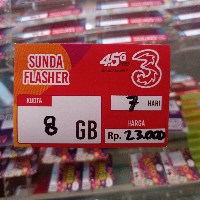 SUNDA
FLASHER
4.5G
3
KUOTA
8 GB
7 HARI
HARGA
Rp. 23.000